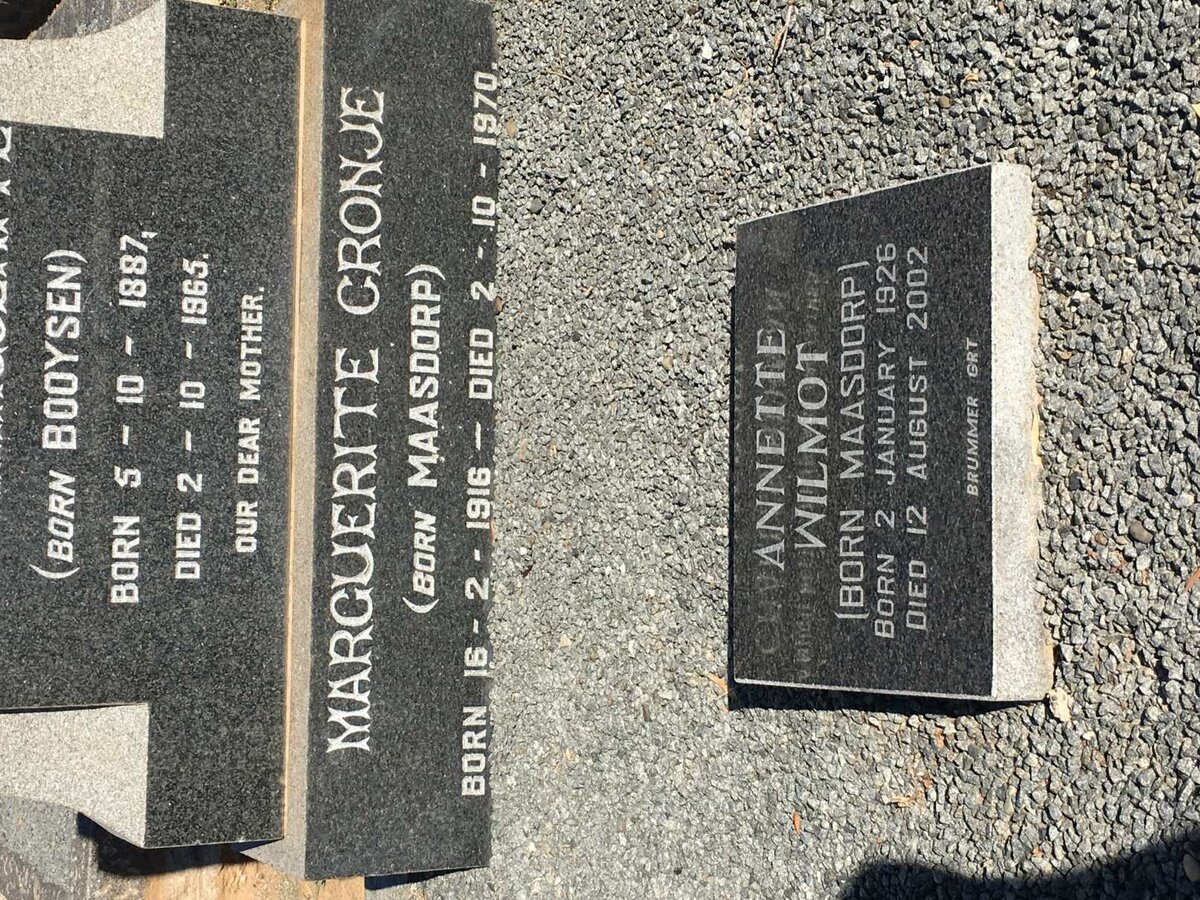 (BORN BOOYSEN)
BORN 5 - 10 - 1887,
DIED 2 - 10 - 1965.
OUR DEAR MOTHER.
MARGUERITE CRONJE
(BORN MAASDORP)
BORN 16 - 2 - 1916 — DIED 2 - 10 - 1970.
ANNETTE
WILMOT
(BORN MAASDORP)
BORN 2 JANUARY 1926
DIED 12 AUGUST 2002
BRUMMER GRT